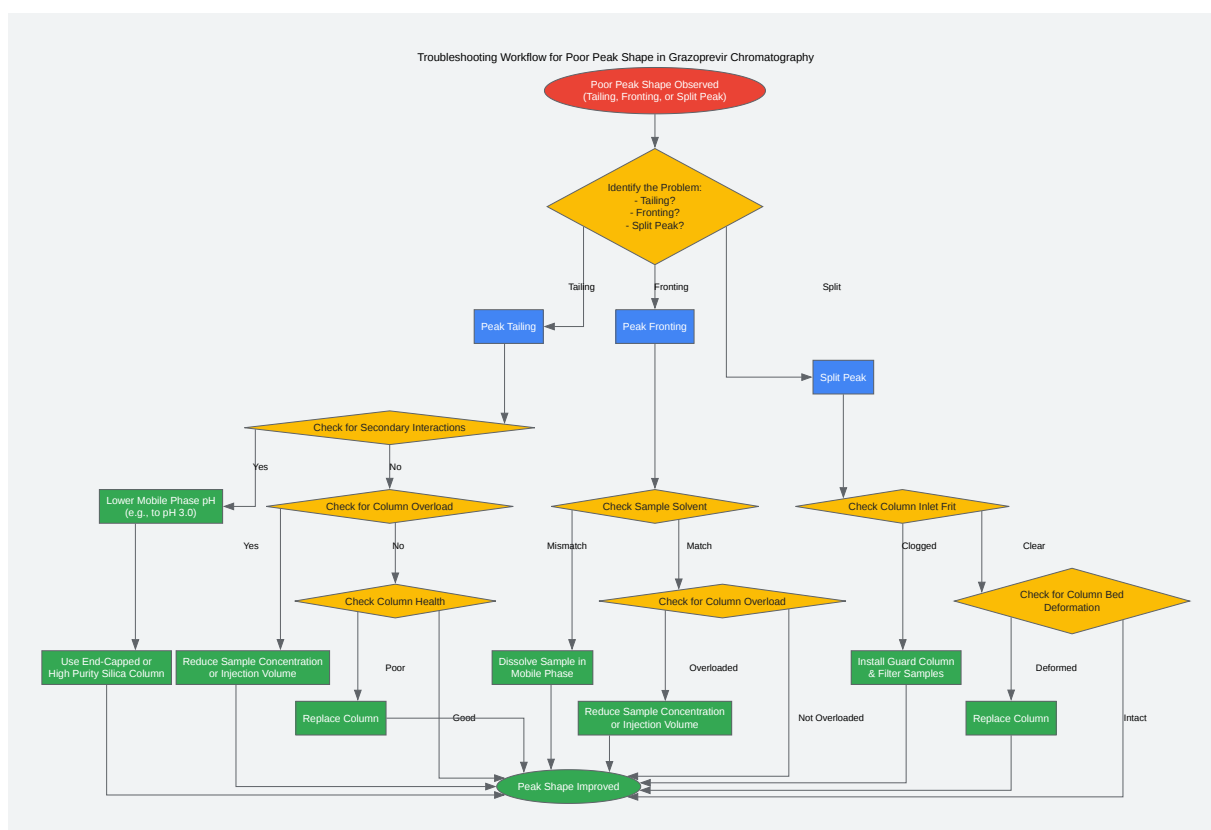 Troubleshooting Workflow for Poor Peak Shape in Grazoprevir Chromatography
Poor Peak Shape Observed
(Tailing, Fronting, or Split Peak)
Identify the Problem:
- Tailing?
- Fronting?
- Split Peak?
Tailing
Fronting
Split
Peak Tailing
Peak Fronting
Split Peak
Check for Secondary Interactions
Yes
No
Lower Mobile Phase pH
(e.g., to pH 3.0)
Check for Column Overload
Check Sample Solvent
Check Column Inlet Frit
Yes
No
Mismatch
Match
Clogged
Clear
Check Column Health
Check for Column Overload
Check for Column Bed
Deformation
Use End-Capped or
High Purity Silica Column
Reduce Sample Concentration
or Injection Volume
Poor
Dissolve Sample in
Mobile Phase
Overloaded
Install Guard Column
& Filter Samples
Deformed
Replace Column
Good
Reduce Sample Concentration
or Injection Volume
Not Overloaded
Replace Column
Intact
Peak Shape Improved